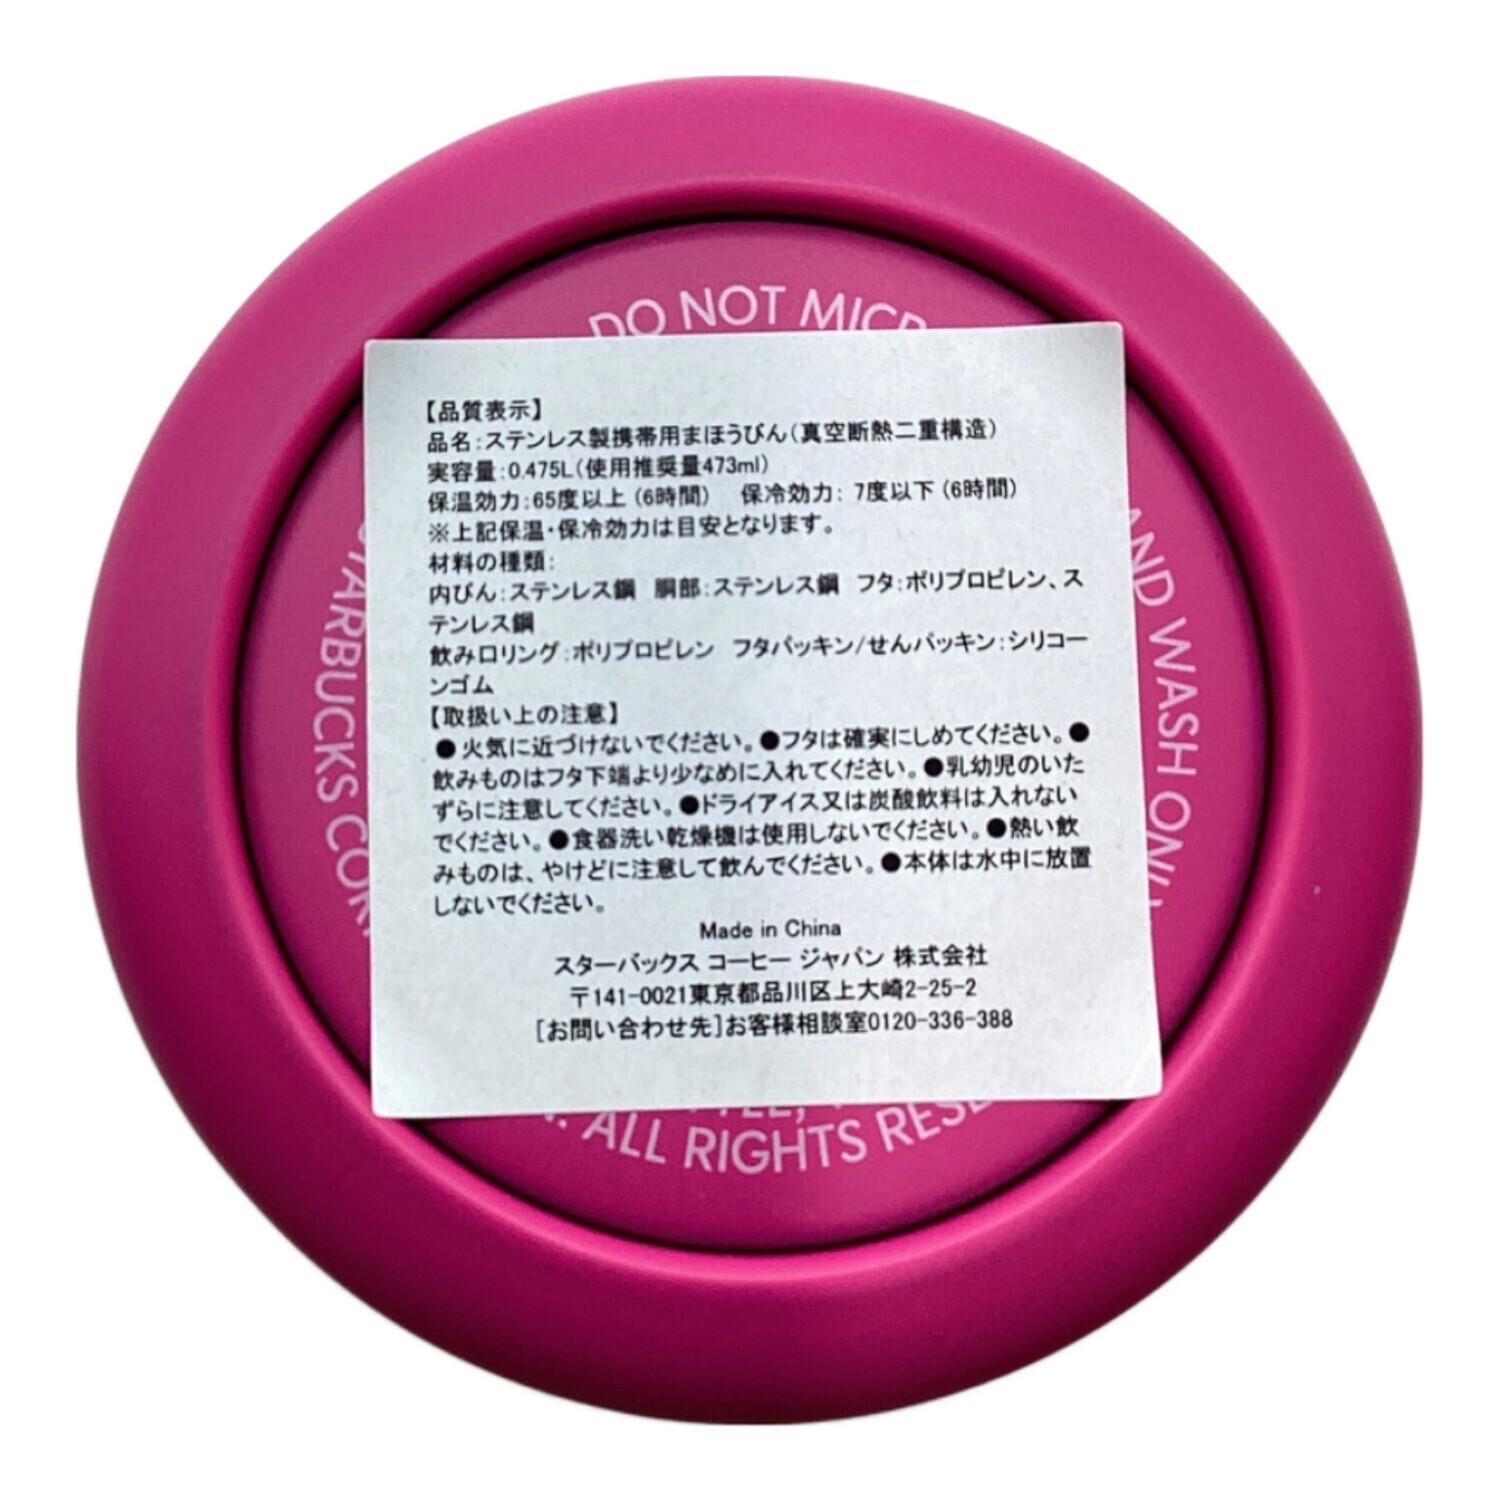 DO NOT
【品質表示】
品名:ステンレス製携帯用まほうびん(真空断熱二重構造)
実容量:0.475L(使用推奨量473ml)
保温効力:65度以上(6時間) 保冷効力: 7度以下(6時間)
※上記保温・保冷効力は目安となります。
材料の種類:
内びん:ステンレス鋼 胴部:ステンレス鋼 フタ:ポリプロピレン、ス
テンレス鋼
飲み口リング:ポリプロピレン フタパッキン/せんパッキン:シリコー
ンゴム
【取扱い上の注意】
●火気に近づけないでください。●フタは確実にしめてください。●
飲みものはフタ下端より少なめに入れてください。●乳幼児のいた
ずらに注意してください。●ドライアイス又は炭酸飲料は入れない
でください。●食器洗い乾燥機は使用しないでください。●熱い飲
みものは、やけどに注意して飲んでください。●本体は水中に放置
しないでください。
Made in China
スターバックス コーヒー ジャパン 株式会社
〒141-0021東京都品川区上大崎2-25-2
[お問い合わせ先]お客様相談室0120-336-388
AND WASH ONLY
STARBUCKS
ALL RIGHTS